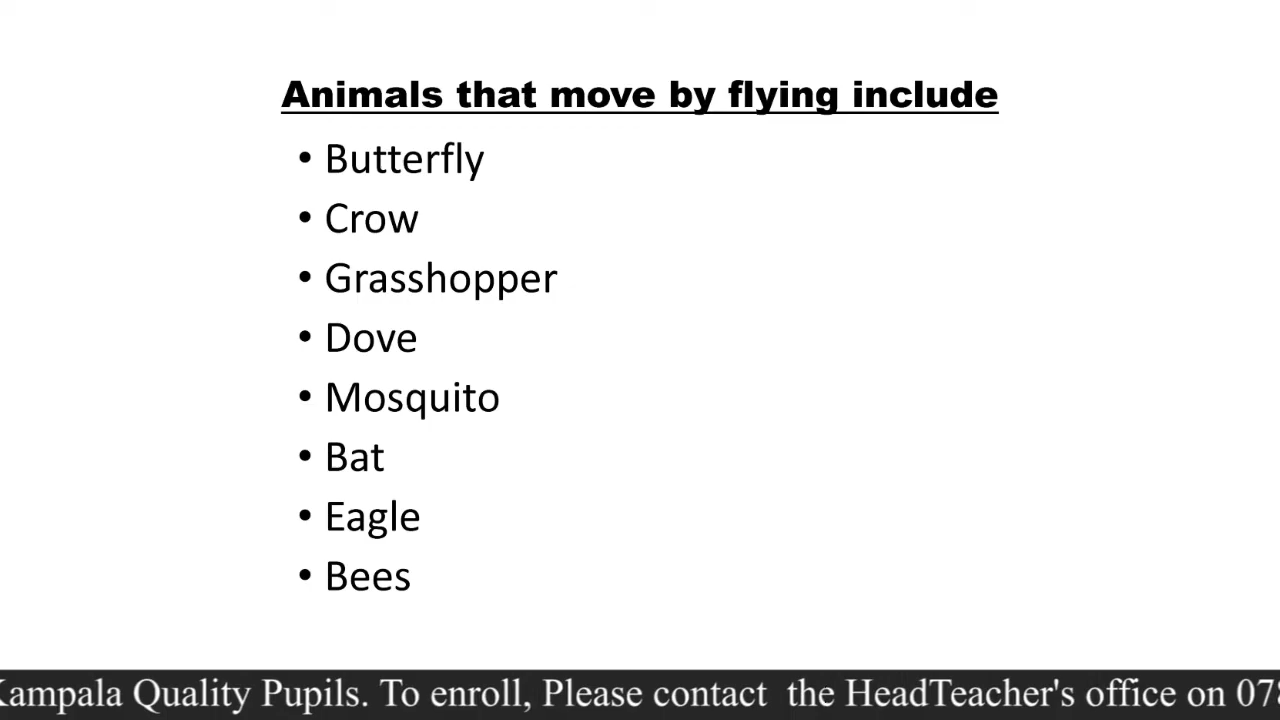 Animals that move by flying include
• Butterfly
• Crow
• Grasshopper
• Dove
• Mosquito
• Bat
• Eagle
• Bees
Kampala Quality Pupils. To enroll, Please contact the HeadTeacher's office on 07